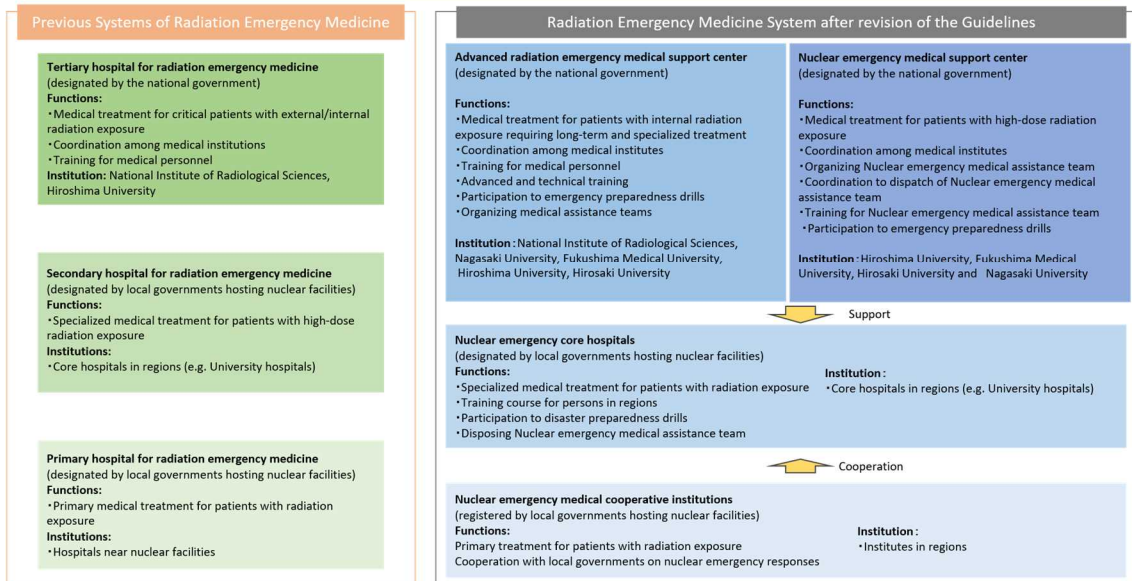 Previous Systems of Radiation Emergency Medicine
Tertiary hospital for radiation emergency medicine
(designated by the national government)
Functions:
・Medical treatment for critical patients with external/internal
radiation exposure
・Coordination among medical institutions
・Training for medical personnel
Institution: National Institute of Radiological Sciences,
Hiroshima University
Secondary hospital for radiation emergency medicine
(designated by local governments hosting nuclear facilities)
Functions:
・Specialized medical treatment for patients with high-dose
radiation exposure
Institutions:
・Core hospitals in regions (e.g. University hospitals)
Primary hospital for radiation emergency medicine
(designated by local governments hosting nuclear facilities)
Functions:
・Primary medical treatment for patients with radiation
exposure
Institutions:
・Hospitals near nuclear facilities
Radiation Emergency Medicine System after revision of the Guidelines
Advanced radiation emergency medical support center
(designated by the national government)
Functions:
・Medical treatment for patients with internal radiation
exposure requiring long-term and specialized treatment
・Coordination among medical institutes
・Training for medical personnel
・Advanced and technical training
・Participation to emergency preparedness drills
・Organizing medical assistance teams
Institution：National Institute of Radiological Sciences,
Nagasaki University, Fukushima Medical University,
Hiroshima University, Hirosaki University
Nuclear emergency medical support center
(designated by the national government)
Functions:
・Medical treatment for patients with high-dose radiation
exposure
・Coordination among medical institutes
・Organizing Nuclear emergency medical assistance team
・Coordination to dispatch of Nuclear emergency medical
assistance team
・Training for Nuclear emergency medical assistance team
・Participation to emergency preparedness drills
Institution：Hiroshima University, Fukushima Medical
University, Hirosaki University and Nagasaki University
Support
Nuclear emergency core hospitals
(designated by local governments hosting nuclear facilities)
Functions:
・Specialized medical treatment for patients with radiation exposure
・Training course for persons in regions
・Participation to disaster preparedness drills
・Disposing Nuclear emergency medical assistance team
Institution：
・Core hospitals in regions (e.g. University hospitals)
Cooperation
Nuclear emergency medical cooperative institutions
(registered by local governments hosting nuclear facilities)
Functions:
Primary treatment for patients with radiation exposure
Cooperation with local governments on nuclear emergency responses
Institution：
・Institutes in regions